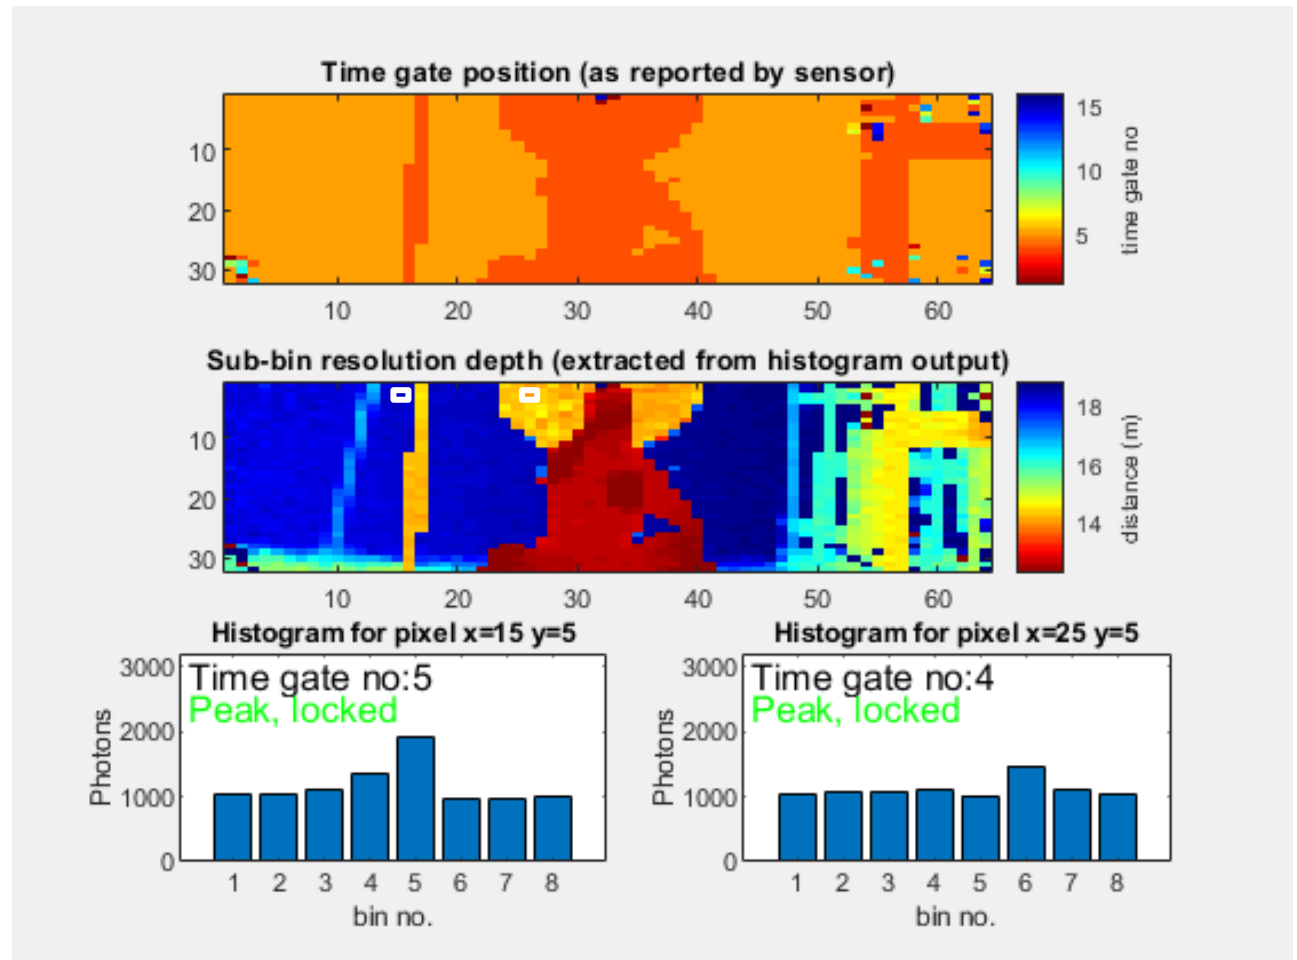 Time gate position (as reported by sensor)
10
20
30
10
20
30
40
50
60
15
10
5
time gate no
Sub-bin resolution depth (extracted from histogram output)
10
20
30
10
20
30
40
50
60
18
16
14
distance (m)
Histogram for pixel x=15 y=5
Time gate no:5
Peak, locked
Photons
3000
2000
1000
0
1 2 3 4 5 6 7 8
bin no.
Histogram for pixel x=25 y=5
Time gate no:4
Peak, locked
Photons
3000
2000
1000
0
1 2 3 4 5 6 7 8
bin no.